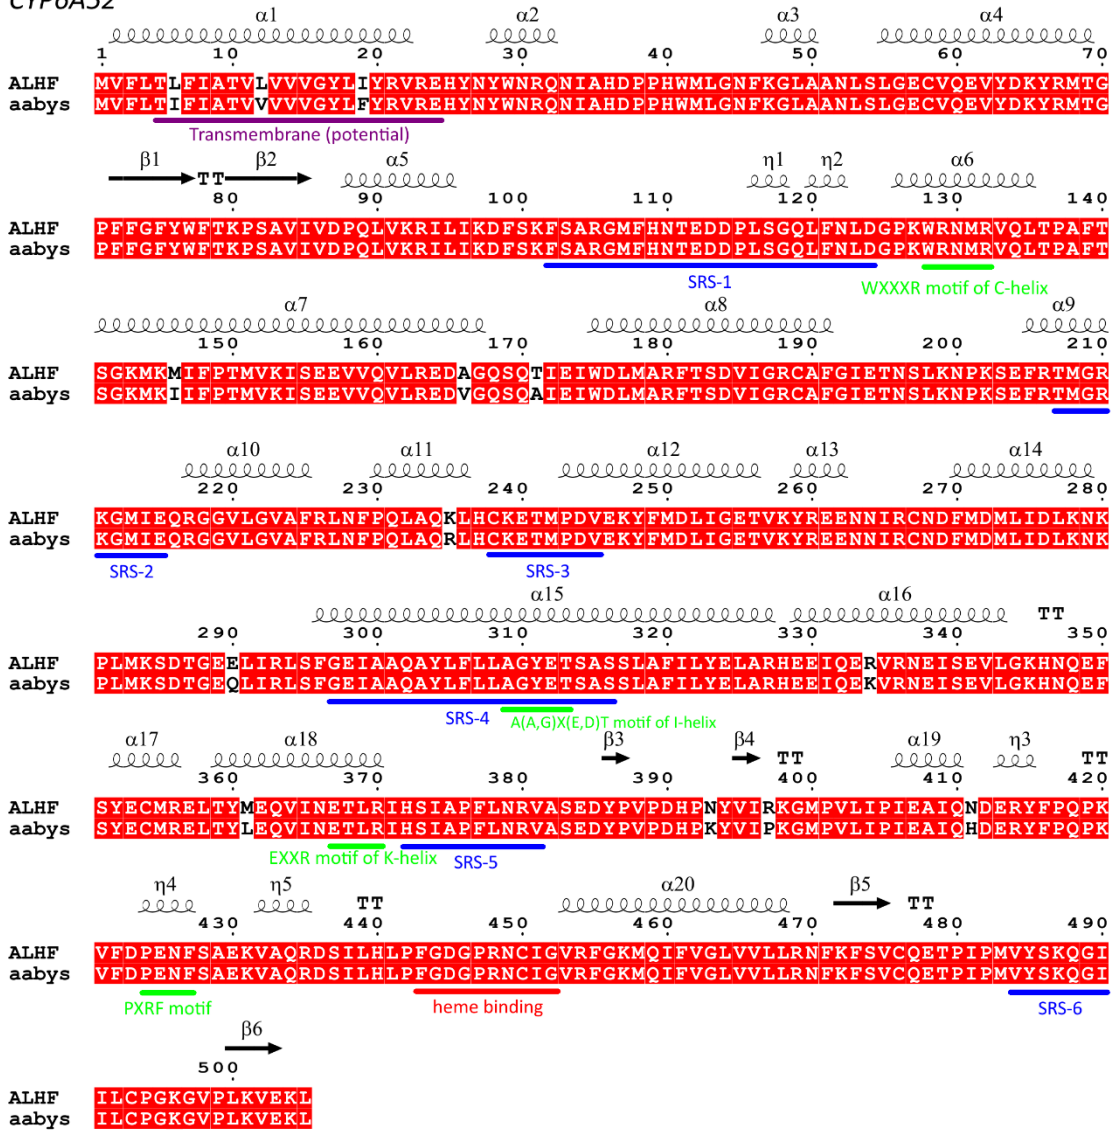 CYP6A52
α1 α2 α3 α4
1 10 20 30 40 50 60 70
ALHF MVFLTLFIATVLVVVGYLIYRVREHYNYWNRQNIAHDPPHWMLGNFKGLAANLSLGECVQEVYDKYRMTG
aabys MVFLTIFIATVVVVVGYLFYRVREHYNYWNRQNIAHDPPHWMLGNFKGLAANLSLGECVQEVYDKYRMTG
Transmembrane (potential)
β1 TT β2 α5 η1 η2 α6
80 90 100 110 120 130 140
ALHF PFFGFYWFTKPSAVIVDPQLVKRILIKDFSKFSARGMFHNTEDDPLSGQLFNLDGPKWRNMRVQLTPAFT
aabys PFFGFYWFTKPSAVIVDPQLVKRILIKDFSKFSARGMFHNTEDDPLSGQLFNLDGPKWRNMRVQLTPAFT
SRS-1 WXXXR motif of C-helix
α7 α8 α9
150 160 170 180 190 200 210
ALHF SGKMKMIFPTMVKISEEVVQVLREDAGQSQTIEIWDLMARFTSDVIGRCAFGIETNSLKNPKSEFRTMGR
aabys SGKMKIIFPTMVKISEEVVQVLREDVGQSQAIEIWDLMARFTSDVIGRCAFGIETNSLKNPKSEFRTMGR
α10 α11 α12 α13 α14
220 230 240 250 260 270 280
ALHF KGMIEQRGGVLGVAFRLNFPQLAQKLHCKETMPDVEKYFMDLIGETVKYREENNIRCNDFMDMLIDLKNK
aabys KGMIEQRGGVLGVAFRLNFPQLAQRLHCKETMPDVEKYFMDLIGETVKYREENNIRCNDFMDMLIDLKNK
SRS-2 SRS-3
α15 α16 TT
290 300 310 320 330 340 350
ALHF PLMKSDTGEELIRLSFGEIAAQAYLFLLAGYETSASSLAFILYELARHEEIQERVRNEISEVLGKHNQEF
aabys PLMKSDTGEQLIRLSFGEIAAQAYLFLLAGYETSASSLAFILYELARHEEIQEKVRNEISEVLGKHNQEF
SRS-4 A(A,G)X(E,D)T motif of I-helix
α17 α18 β3 β4 TT α19 η3 TT
360 370 380 390 400 410 420
ALHF SYECMRELTYMEQVINETLRIHSIAPFLNRVASEDYPVPDHPNYVIRKGMPVLIPIEAIQNDERYFPQPK
aabys SYECMRELTYLEQVINETLRIHSIAPFLNRVASEDYPVPDHPKYVIPKGMPVLIPIEAIQHDERYFPQPK
EXXR motif of K-helix SRS-5
η4 η5 TT α20 β5 TT
430 440 450 460 470 480 490
ALHF VFDPENFSAEKVAQRDSILHLPFGDGPRNCIGVRFGKMQIFVGLVVLLRNFKFSVCQETPIPMVYSKQGI
aabys VFDPENFSAEKVAQRDSILHLPFGDGPRNCIGVRFGKMQIFVGLVVLLRNFKFSVCQETPIPMVYSKQGI
PXRF motif heme binding SRS-6
β6
500
ALHF ILCPGKGVPLKVEKL
aabys ILCPGKGVPLKVEKL